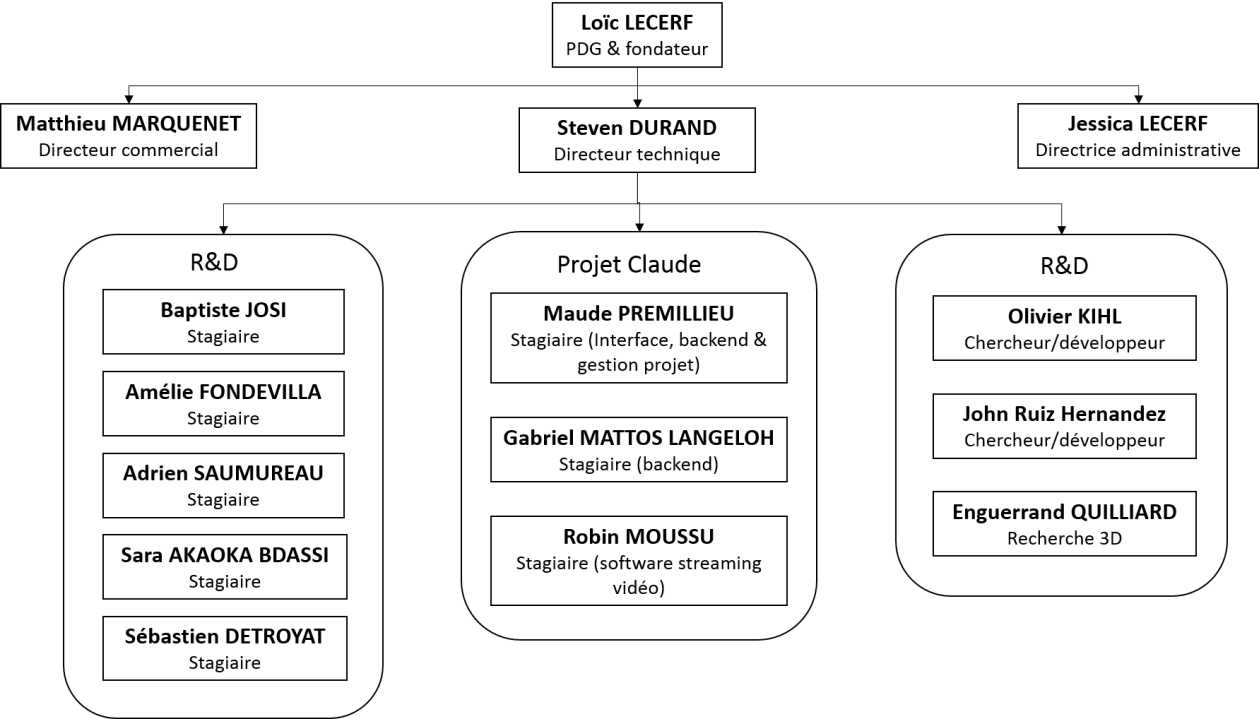 Loïc LECERF
PDG & fondateur
Matthieu MARQUENET
Directeur commercial
Steven DURAND
Directeur technique
Jessica LECERF
Directrice administrative
R&D
Baptiste JOSI
Stagiaire
Amélie FONDEVILLA
Stagiaire
Adrien SAUMUREAU
Stagiaire
Sara AKAOKA BDASSI
Stagiaire
Sébastien DETROYAT
Stagiaire
Projet Claude
Maude PREMILLIEU
Stagiaire (Interface, backend &
gestion projet)
Gabriel MATTOS LANGELOH
Stagiaire (backend)
Robin MOUSSU
Stagiaire (software streaming
vidéo)
R&D
Olivier KIHL
Chercheur/développeur
John Ruiz Hernandez
Chercheur/développeur
Enguerrand QUILLIARD
Recherche 3D